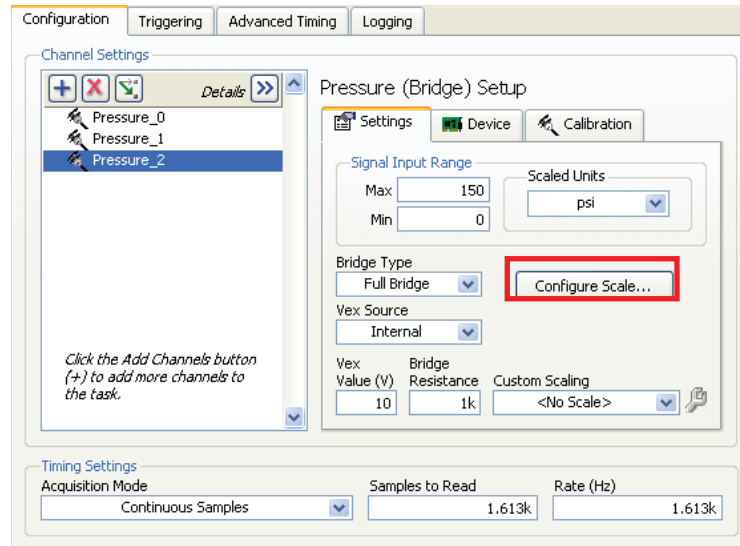 Configuration
Triggering
Advanced Timing
Logging
Channel Settings
Details
Pressure_0
Pressure_1
Pressure_2
Click the Add Channels button
(+) to add more channels to
the task.
Pressure (Bridge) Setup
Settings
Device
Calibration
Signal Input Range
Max 150
Min 0
Scaled Units
psi
Bridge Type
Full Bridge
Configure Scale...
Vex Source
Internal
Vex
Value (V)
10
Bridge
Resistance
1k
Custom Scaling
<No Scale>
Timing Settings
Acquisition Mode
Continuous Samples
Samples to Read
1.613k
Rate (Hz)
1.613k